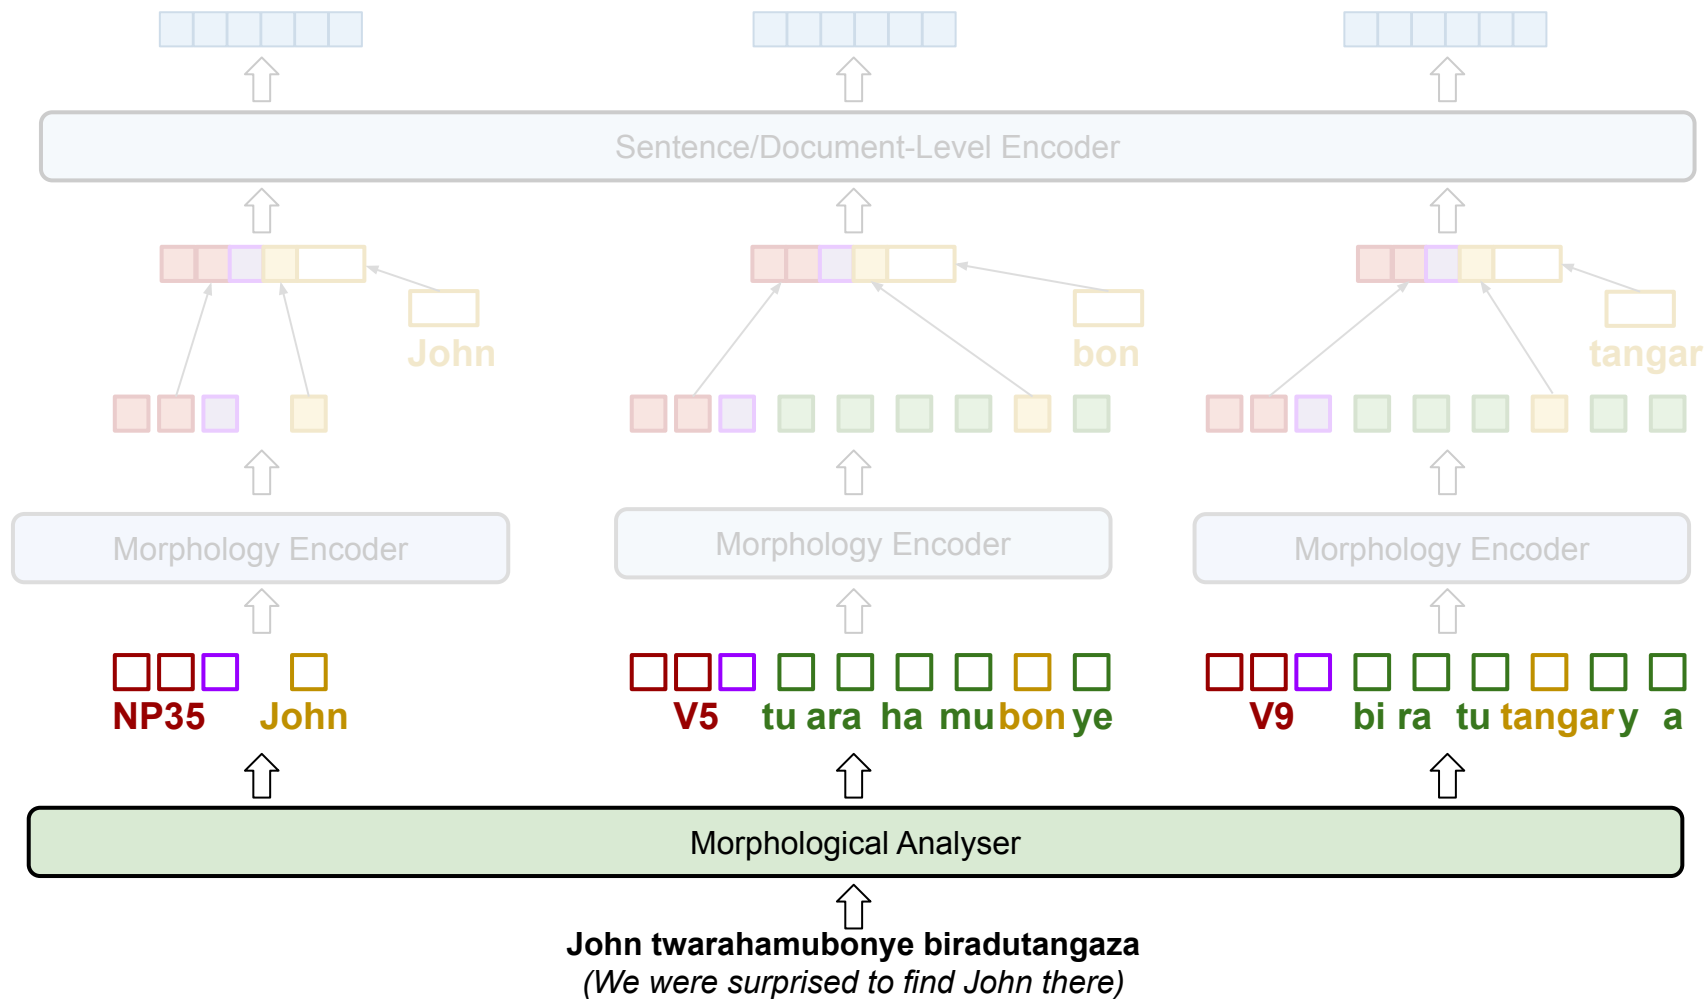 Sentence/Document-Level Encoder
John bon tangar
Morphology Encoder Morphology Encoder Morphology Encoder
NP35 John V5 tu ara ha mu bon ye V9 bi ra tu tangar y a
Morphological Analyser
John twarahamubonye biradutangaza
(We were surprised to find John there)